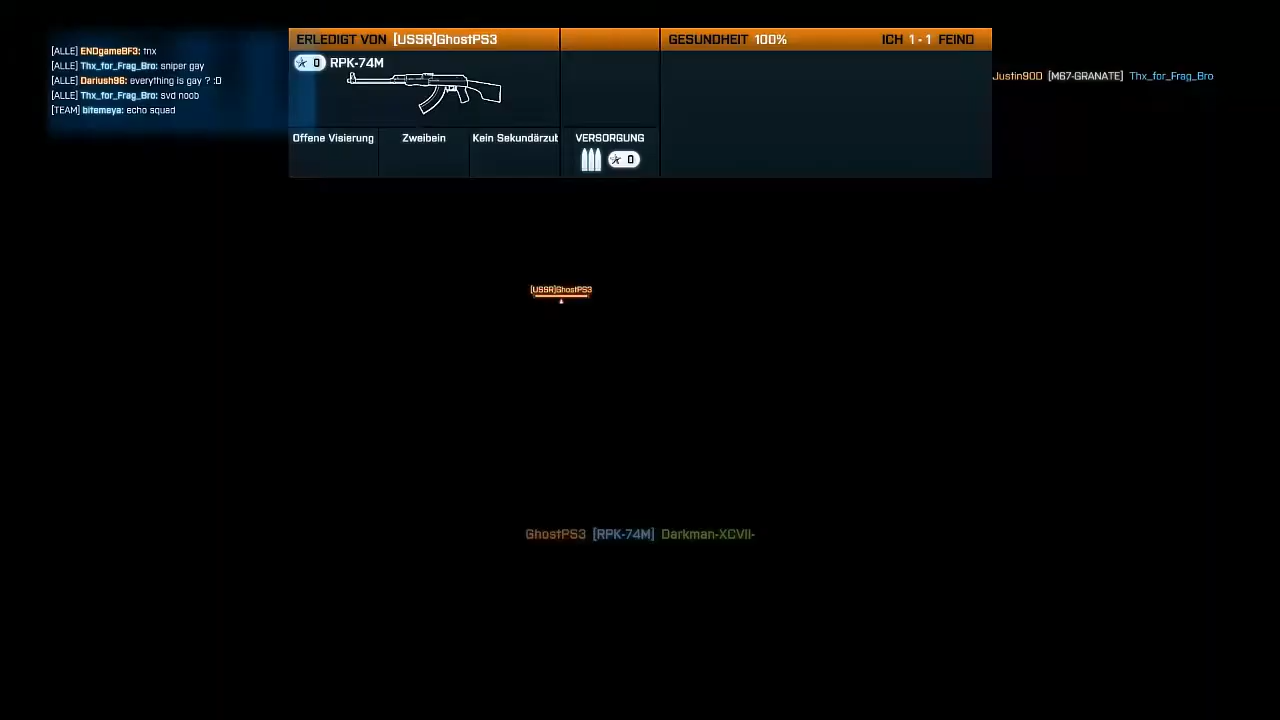 [ALLE] ENDgameBF3: tnx
[ALLE] Thx_for_Frag_Bro: sniper gay
[ALLE] Dariush96: everything is gay ? :D
[ALLE] Thx_for_Frag_Bro: svd noob
[TEAM] bitemeya: echo squad
ERLEDIGT VON [USSR]GhostPS3
GESUNDHEIT 100%
ICH 1 - 1 FEIND
0 RPK-74M
Offene Visierung
Zweibein
Kein Sekundärzub
VERSORGUNG
0
Justin90D [M67-GRANATE] Thx_for_Frag_Bro
[USSR]GhostPS3
GhostPS3 [RPK-74M] Darkman-XCVII-